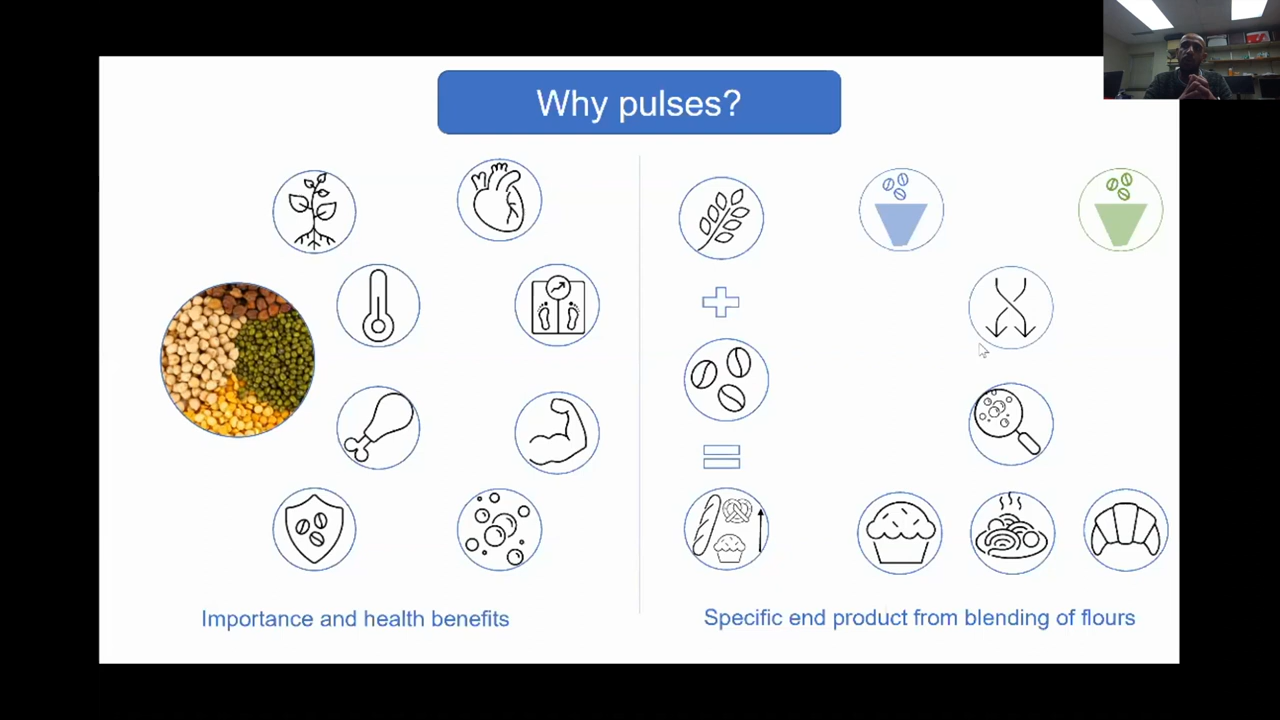 Why pulses?
Importance and health benefits
Specific end product from blending of flours